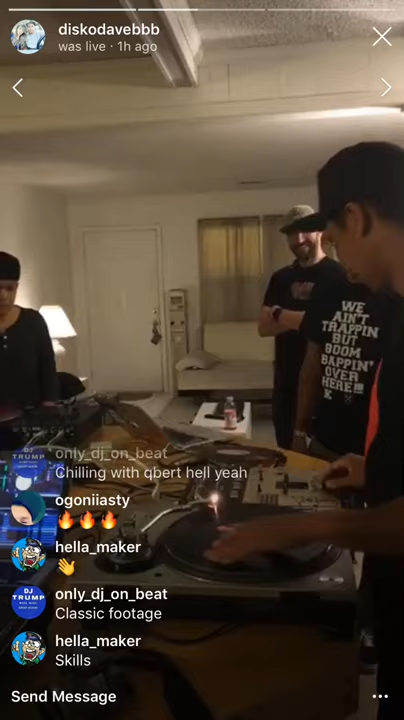 diskodavebbb
was live · 1h ago
WE
AIN'T
TRAPPIN
BUT
BOOM
BAPPIN'
OVER
HERE!!!
only_dj_on_beat
Chilling with qbert hell yeah
ogoniiasty
🔥🔥🔥
hella_maker
👋
DJ
TRUMP
only_dj_on_beat
Classic footage
hella_maker
Skills
Send Message